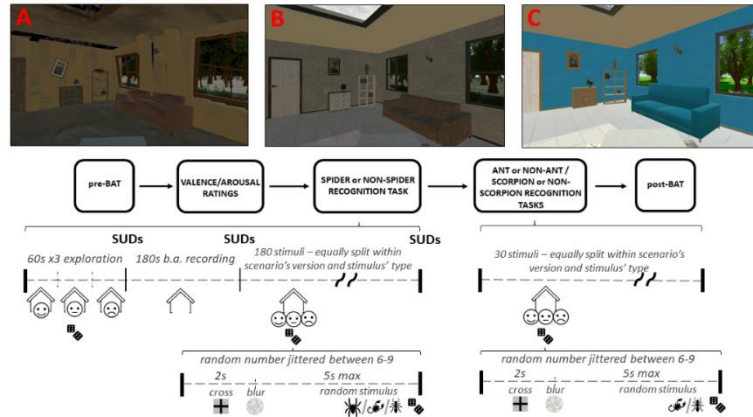 A
B
C
pre-BAT
VALENCE/AROUSAL
RATINGS
SPIDER or NON-SPIDER
RECOGNITION TASK
ANT or NON-ANT /
SCORPION or NON-
SCORPION RECOGNITION
TASKS
post-BAT
SUDs
SUDs
SUDs
60s x3 exploration
180s b.a. recording
180 stimuli – equally split within
scenario's version and stimulus' type
30 stimuli – equally split within scenario's
version and stimulus' type
random number jittered between 6-9
2s
5s max
cross
blur
random stimulus
random number jittered between 6-9
2s
5s max
cross
blur
random stimulus